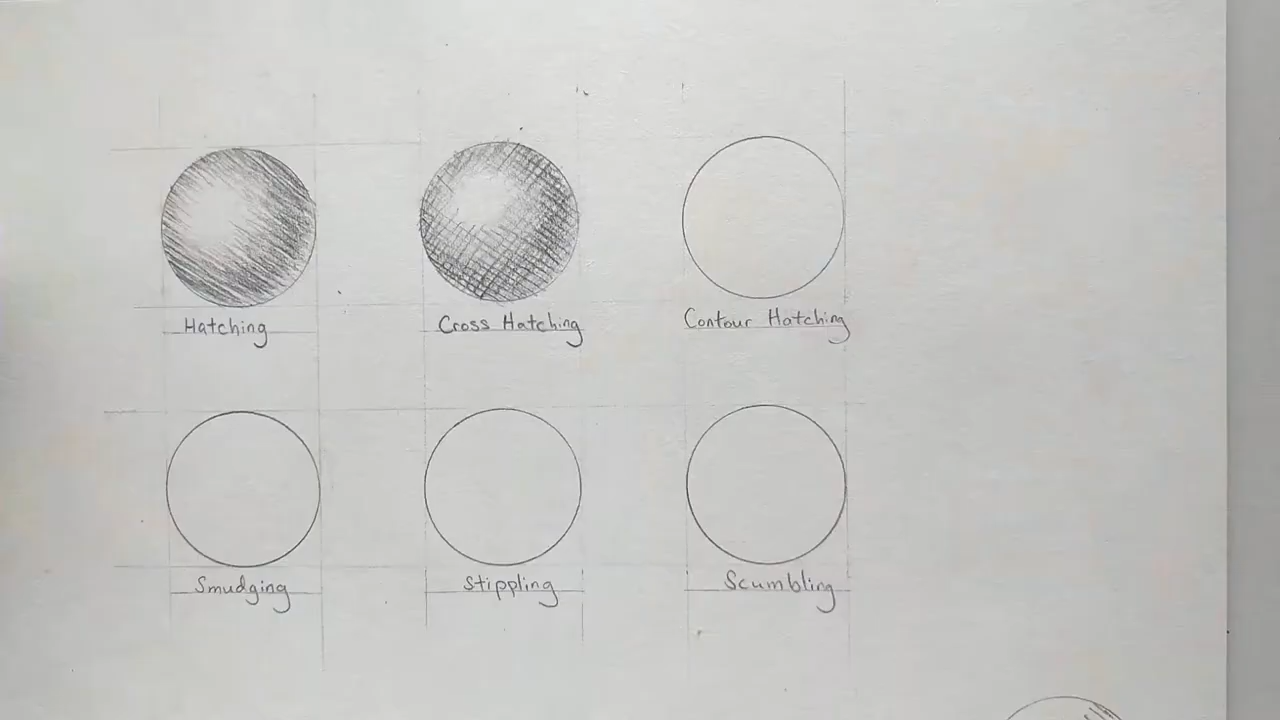 Hatching
Cross Hatching
Contour Hatching
Smudging
Stippling
Scumbling